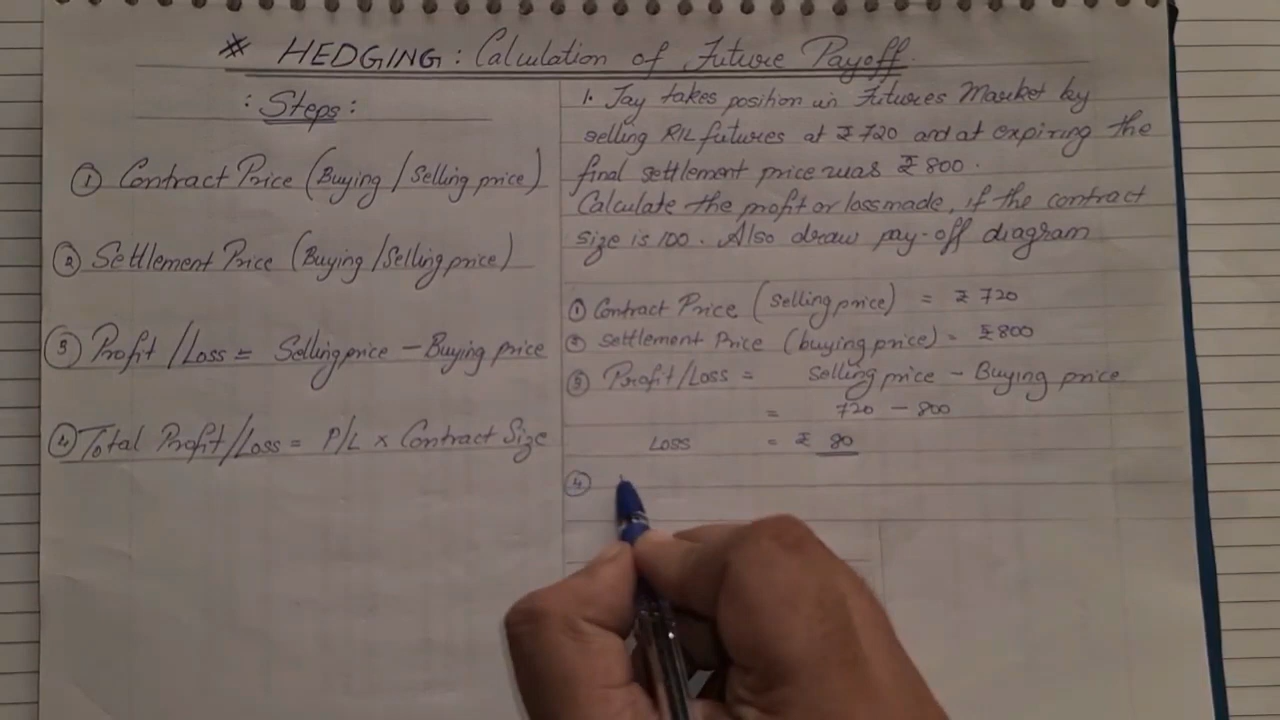 * HEDGING : Calculation of Future Payoff.
: Steps :
① Contract Price (Buying / Selling price)
② Settlement Price (Buying / Selling price)
③ Profit / Loss = Selling price – Buying price
④ Total Profit / Loss = P/L × Contract Size
1. Jay takes position in Futures Market by
selling RIL futures at ₹ 720 and at expiring the
final settlement price was ₹ 800.
Calculate the profit or loss made, if the contract
size is 100. Also draw pay-off diagram
① Contract Price (selling price) = ₹ 720
② Settlement Price (buying price) = ₹ 800
③ Profit / Loss = Selling price – Buying price
= 720 – 800
Loss = ₹ 80
④